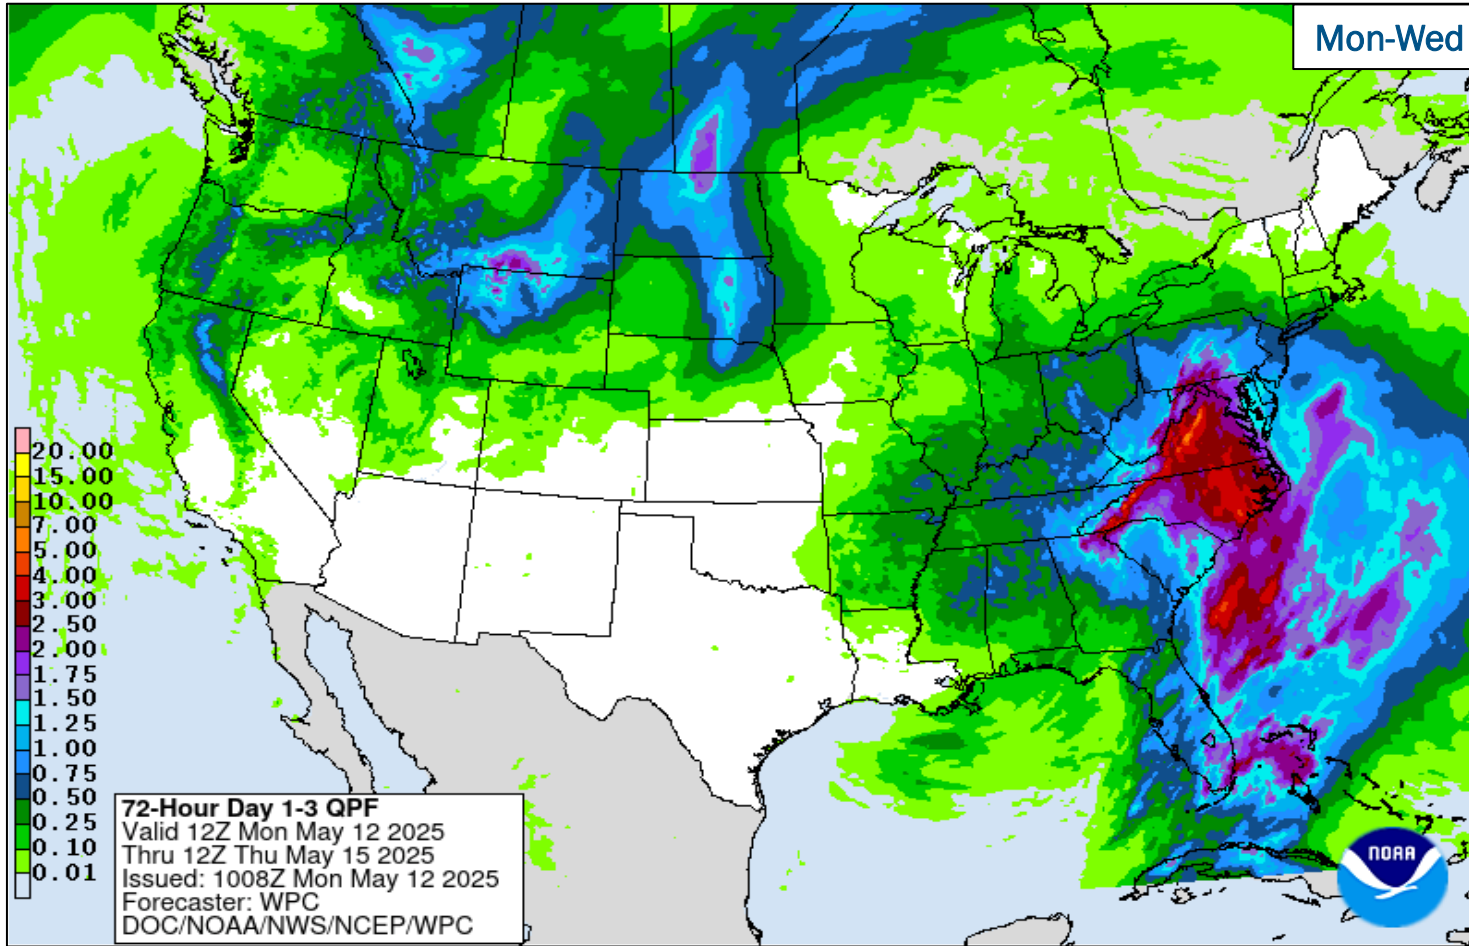 Mon-Wed
20.00
15.00
10.00
7.00
5.00
4.00
3.00
2.50
2.00
1.75
1.50
1.25
1.00
0.75
0.50
0.25
0.10
0.01
72-Hour Day 1-3 QPF
Valid 12Z Mon May 12 2025
Thru 12Z Thu May 15 2025
Issued: 1008Z Mon May 12 2025
Forecaster: WPC
DOC/NOAA/NWS/NCEP/WPC
NOAA